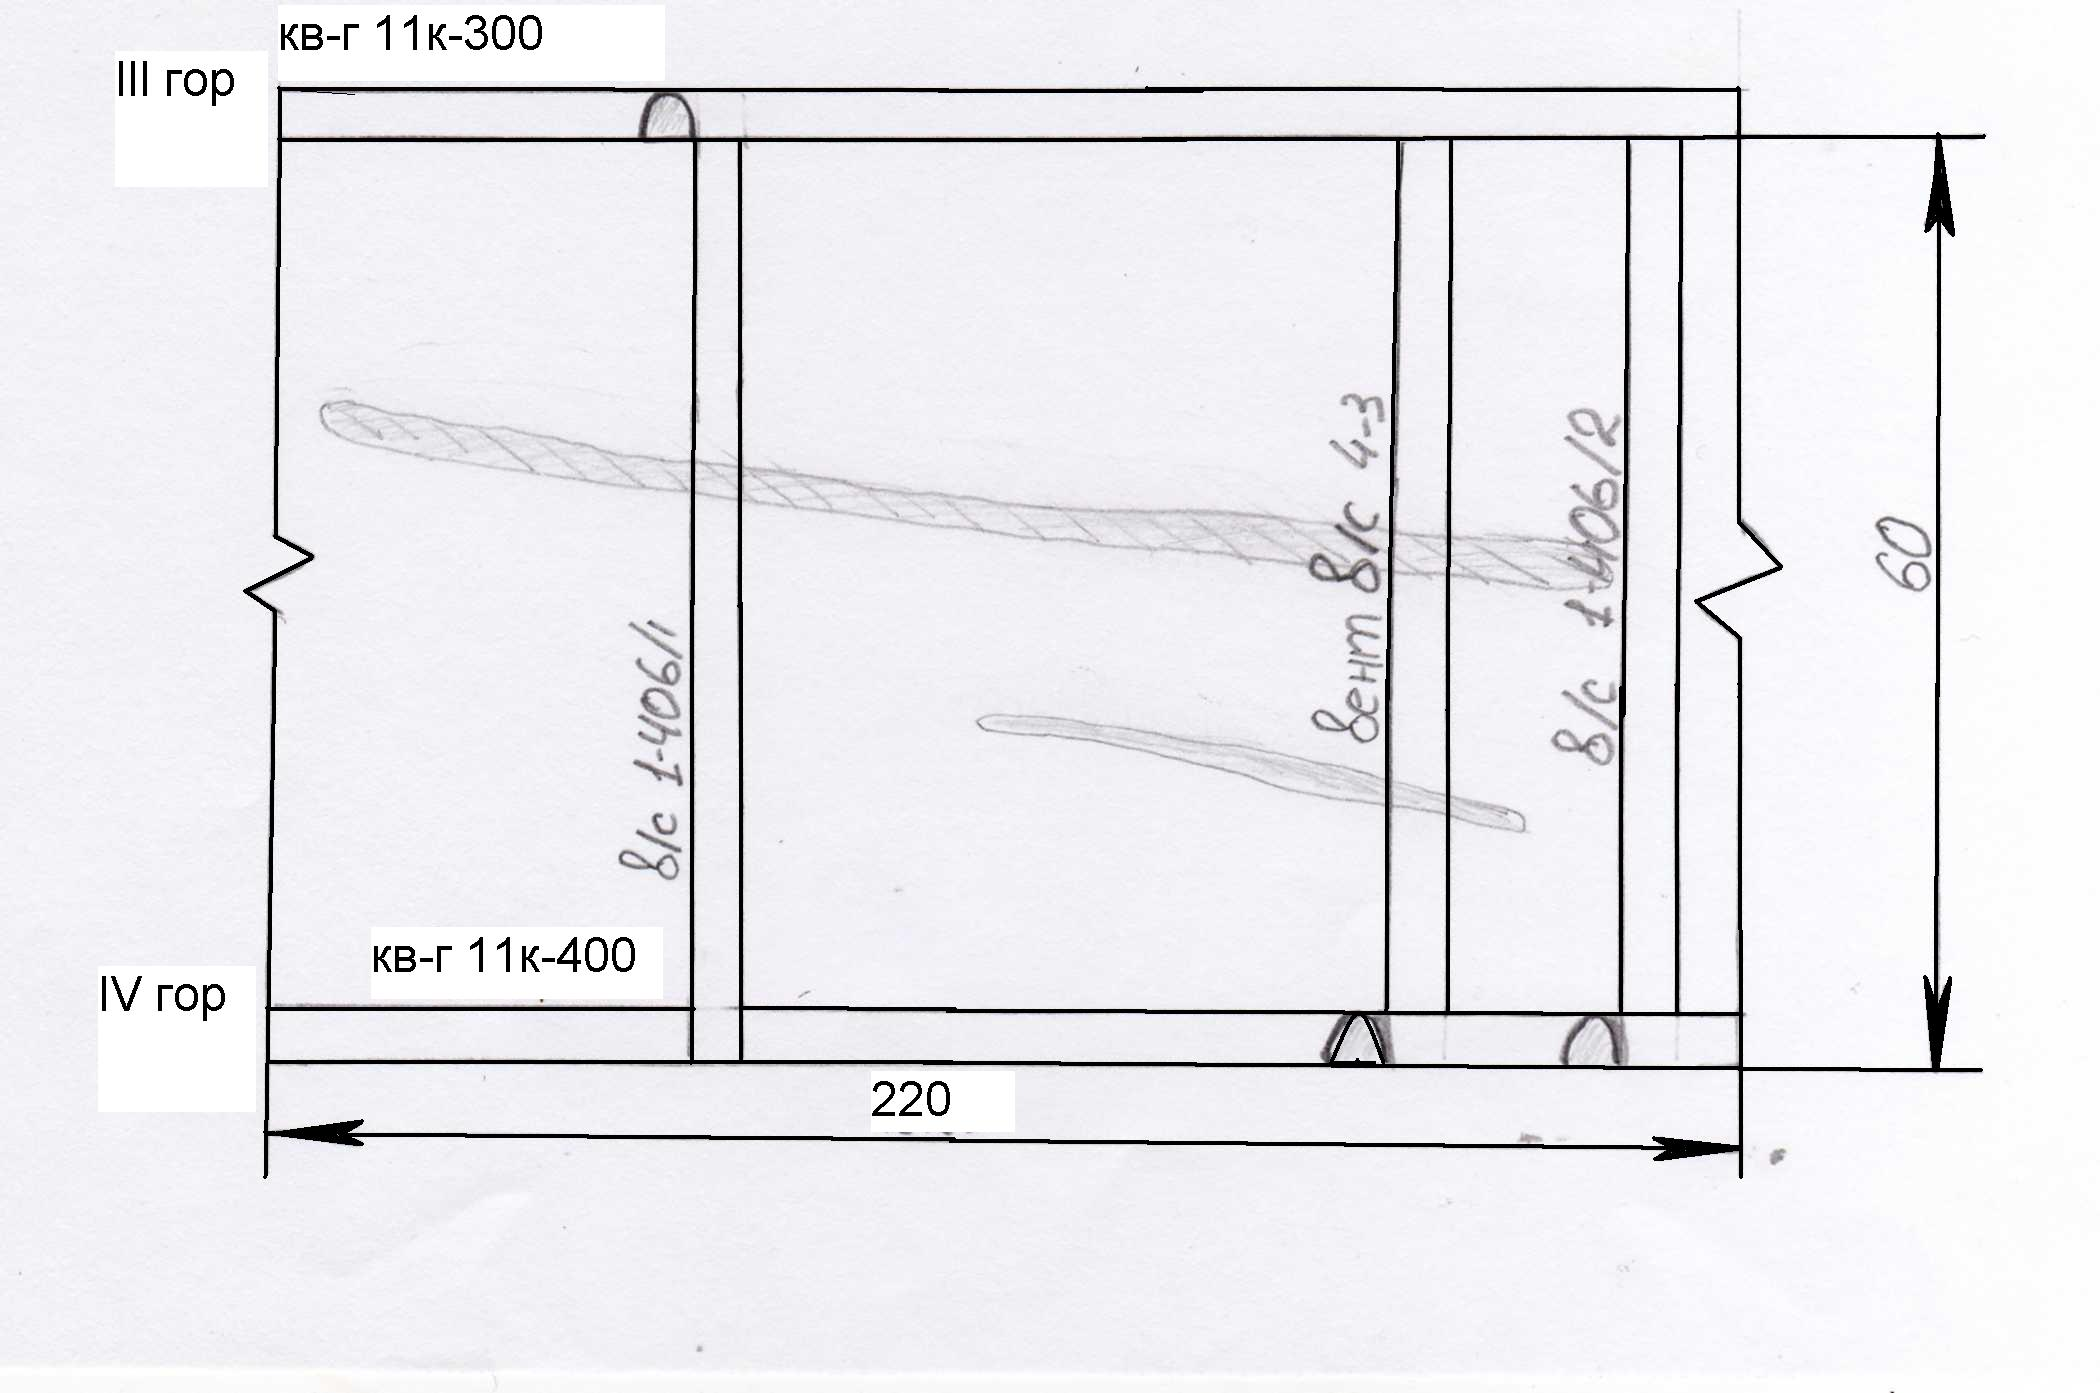 кв-г 11к-300
III гор
в/с 1-406/1
вент в/с 4-3
в/с 1-406/2
60
кв-г 11к-400
IV гор
220